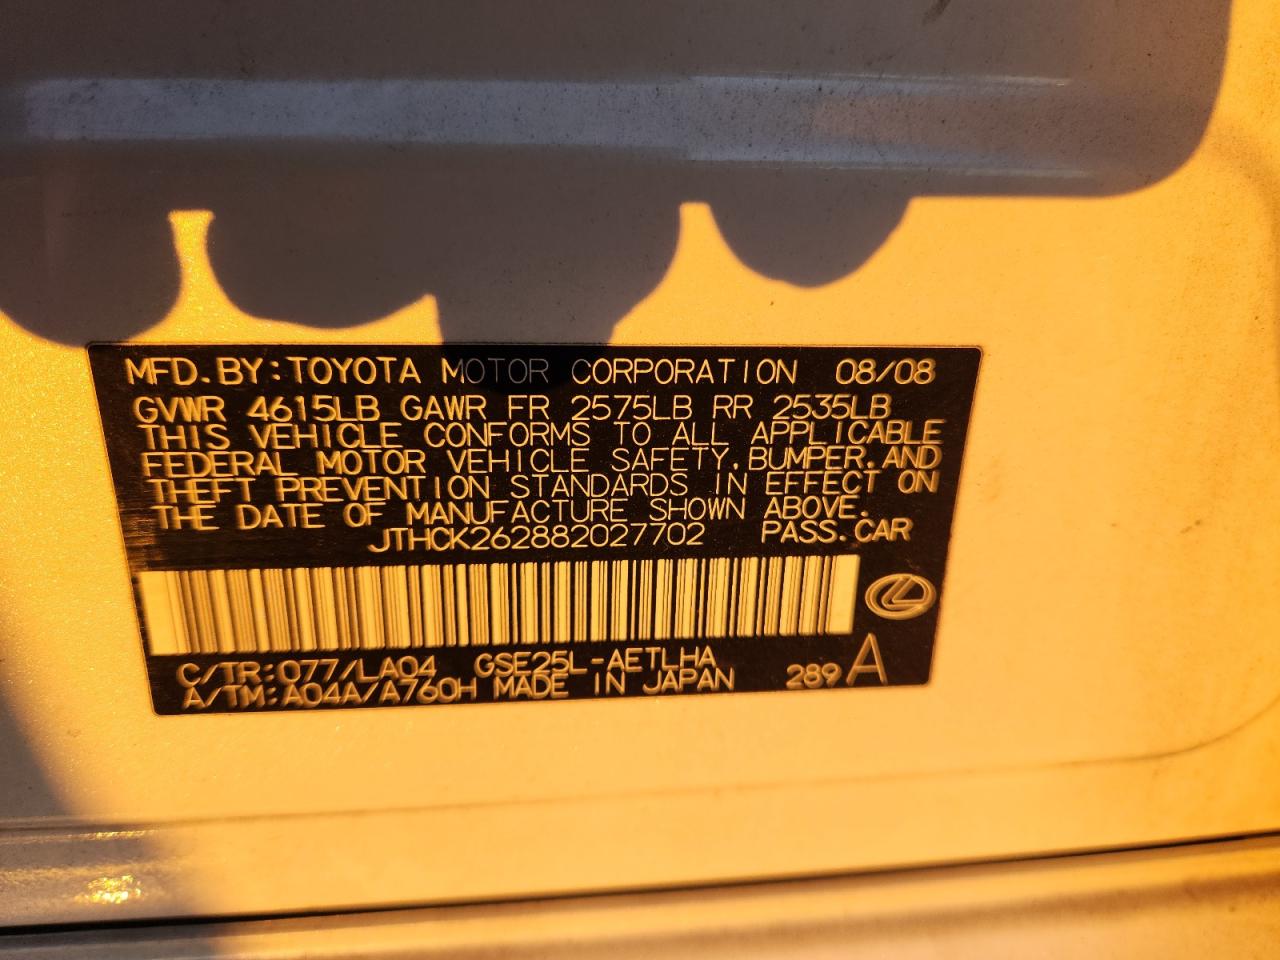 MFD. BY: TOYOTA MOTOR CORPORATION 08/08
GVWR 4615LB GAWR FR 2575LB RR 2535LB
THIS VEHICLE CONFORMS TO ALL APPLICABLE
FEDERAL MOTOR VEHICLE SAFETY, BUMPER, AND
THEFT PREVENTION STANDARDS IN EFFECT ON
THE DATE OF MANUFACTURE SHOWN ABOVE.
JTHCK262882027702 PASS. CAR
C/TR: 077/LA04 GSE25L-AETLHA
A/TM: A04A/A760H MADE IN JAPAN 289 A